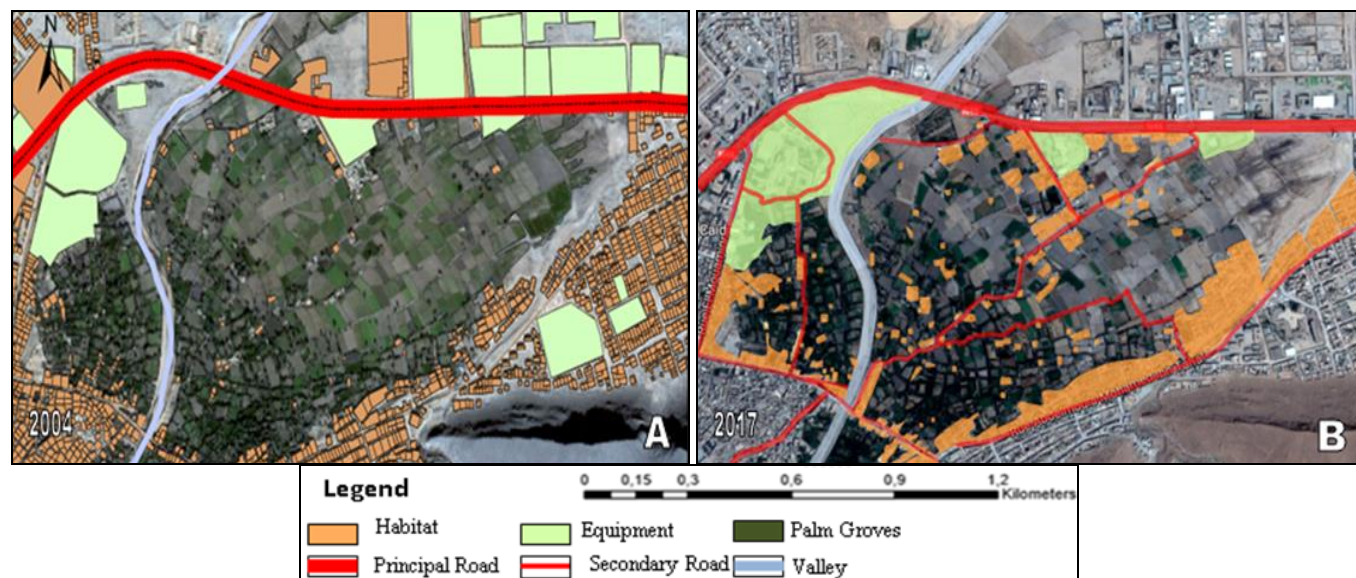 N
2004
A
Caid
2017
B
Legend
0 0,15 0,3 0,6 0,9 1,2
Kilometers
Habitat Equipment Palm Groves
Principal Road Secondary Road Valley